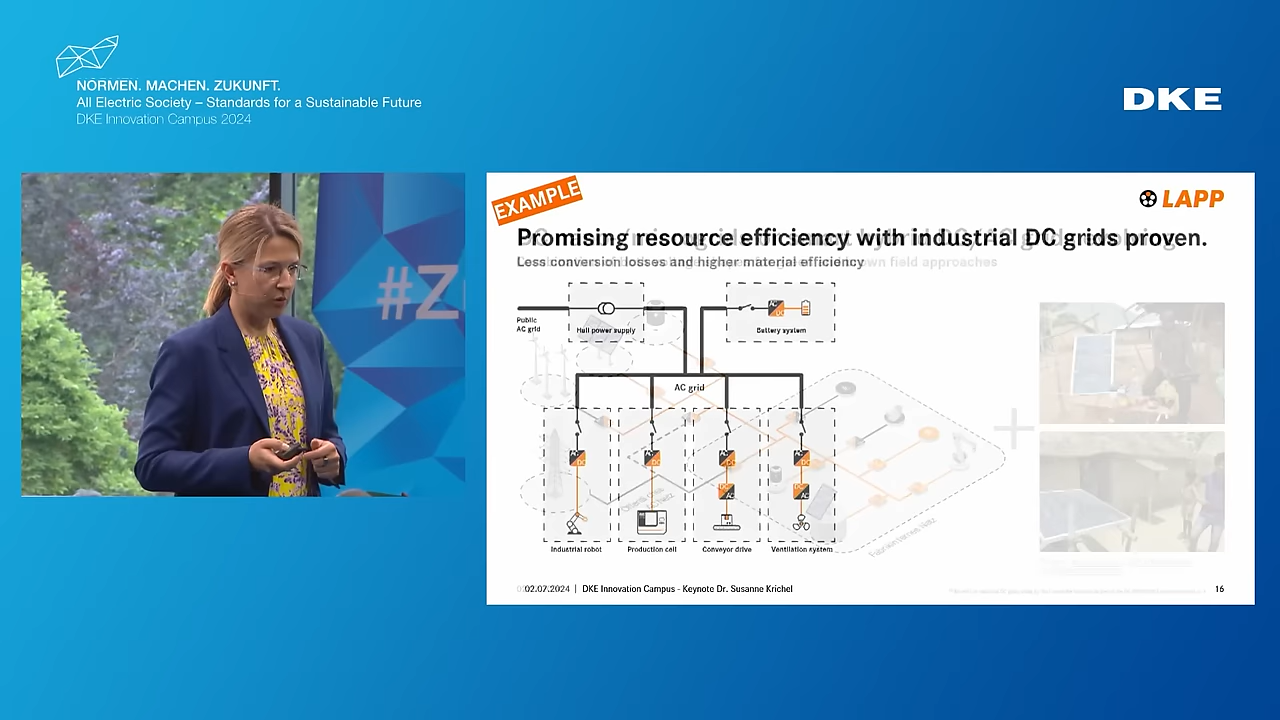 NORMEN. MACHEN. ZUKUNFT.
All Electric Society – Standards for a Sustainable Future
DKE Innovation Campus 2024
DKE
#Z
EXAMPLE
LAPP
Promising resource efficiency with industrial DC grids proven.
Less conversion losses and higher material efficiency
own field approaches
Public
AC grid
Hall power supply
Battery system
AC grid
Industrial robot
Production cell
Conveyor drive
Ventilation system
02.07.2024 | DKE Innovation Campus - Keynote Dr. Susanne Krichel
16